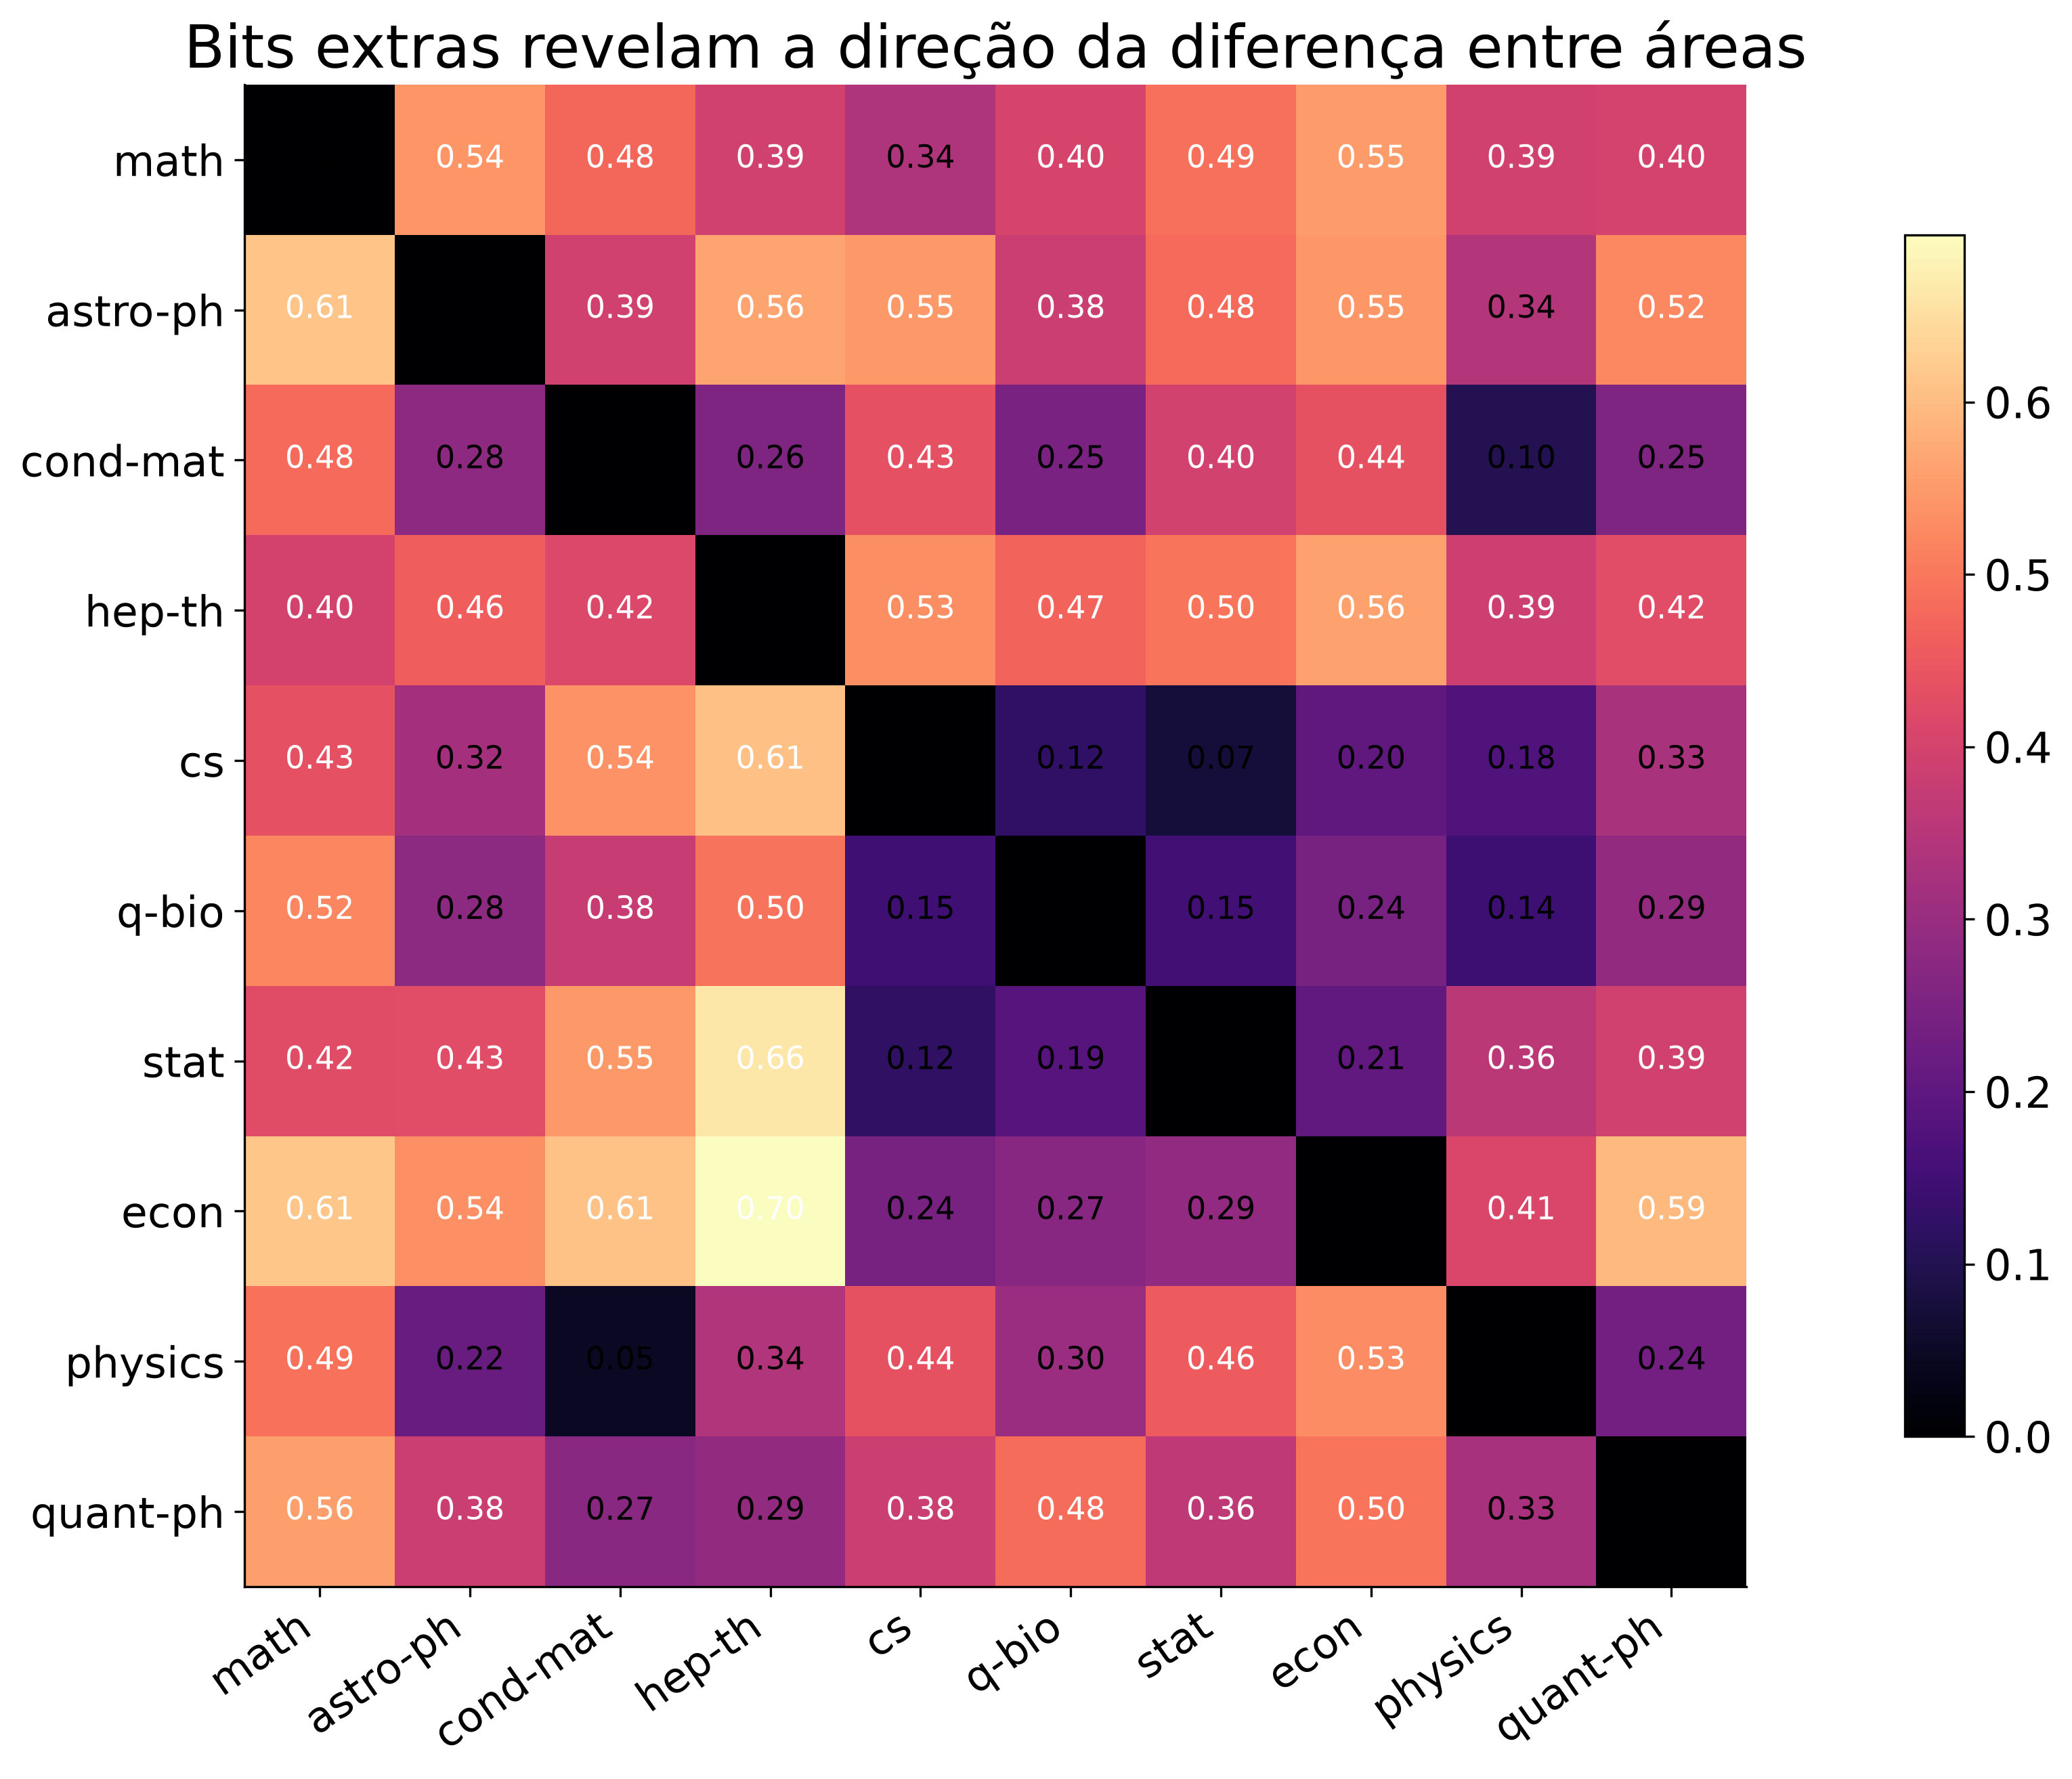 Bits extras revelam a direção da diferença entre áreas
math 0.54 0.48 0.39 0.34 0.40 0.49 0.55 0.39 0.40
astro-ph 0.61 0.39 0.56 0.55 0.38 0.48 0.55 0.34 0.52
cond-mat 0.48 0.28 0.26 0.43 0.25 0.40 0.44 0.10 0.25
hep-th 0.40 0.46 0.42 0.53 0.47 0.50 0.56 0.39 0.42
cs 0.43 0.32 0.54 0.61 0.12 0.07 0.20 0.18 0.33
q-bio 0.52 0.28 0.38 0.50 0.15 0.15 0.24 0.14 0.29
stat 0.42 0.43 0.55 0.66 0.12 0.19 0.21 0.36 0.39
econ 0.61 0.54 0.61 0.70 0.24 0.27 0.29 0.41 0.59
physics 0.49 0.22 0.05 0.34 0.44 0.30 0.46 0.53 0.24
quant-ph 0.56 0.38 0.27 0.29 0.38 0.48 0.36 0.50 0.33
math astro-ph cond-mat hep-th cs q-bio stat econ physics quant-ph
0.6
0.5
0.4
0.3
0.2
0.1
0.0